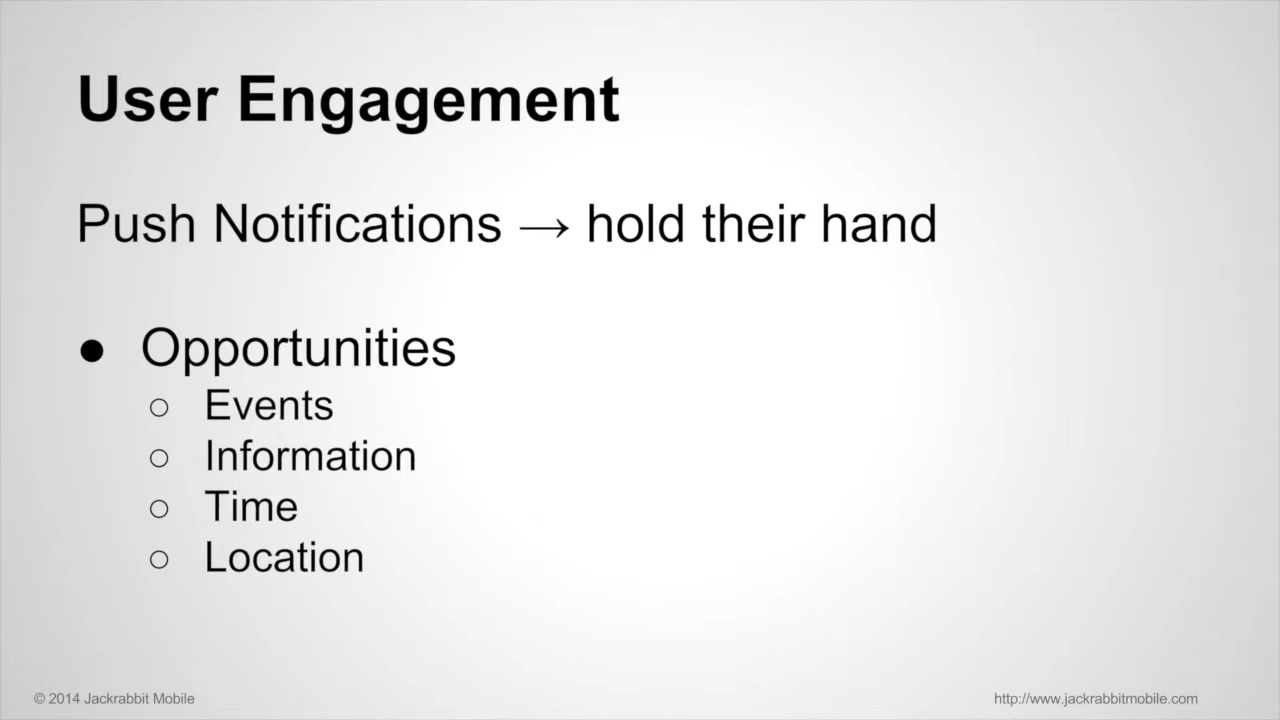 User Engagement
Push Notifications → hold their hand
● Opportunities
○ Events
○ Information
○ Time
○ Location
© 2014 Jackrabbit Mobile
http://www.jackrabbitmobile.com